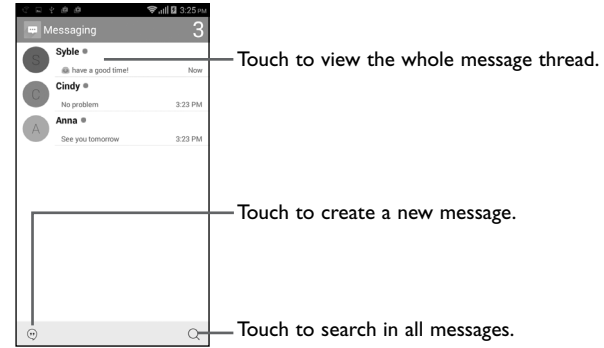 3:25 PM
Messaging 3
S Syble
have a good time! Now
Touch to view the whole message thread.
C Cindy
No problem 3:23 PM
A Anna
See you tomorrow 3:23 PM
Touch to create a new message.
Touch to search in all messages.